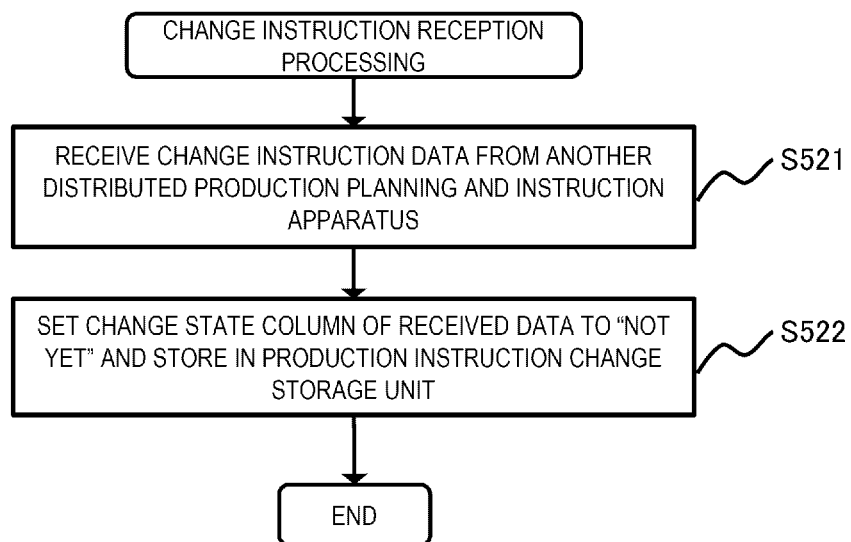 CHANGE INSTRUCTION RECEPTION
PROCESSING
RECEIVE CHANGE INSTRUCTION DATA FROM ANOTHER
DISTRIBUTED PRODUCTION PLANNING AND INSTRUCTION
APPARATUS
S521
SET CHANGE STATE COLUMN OF RECEIVED DATA TO “NOT
YET” AND STORE IN PRODUCTION INSTRUCTION CHANGE
STORAGE UNIT
S522
END